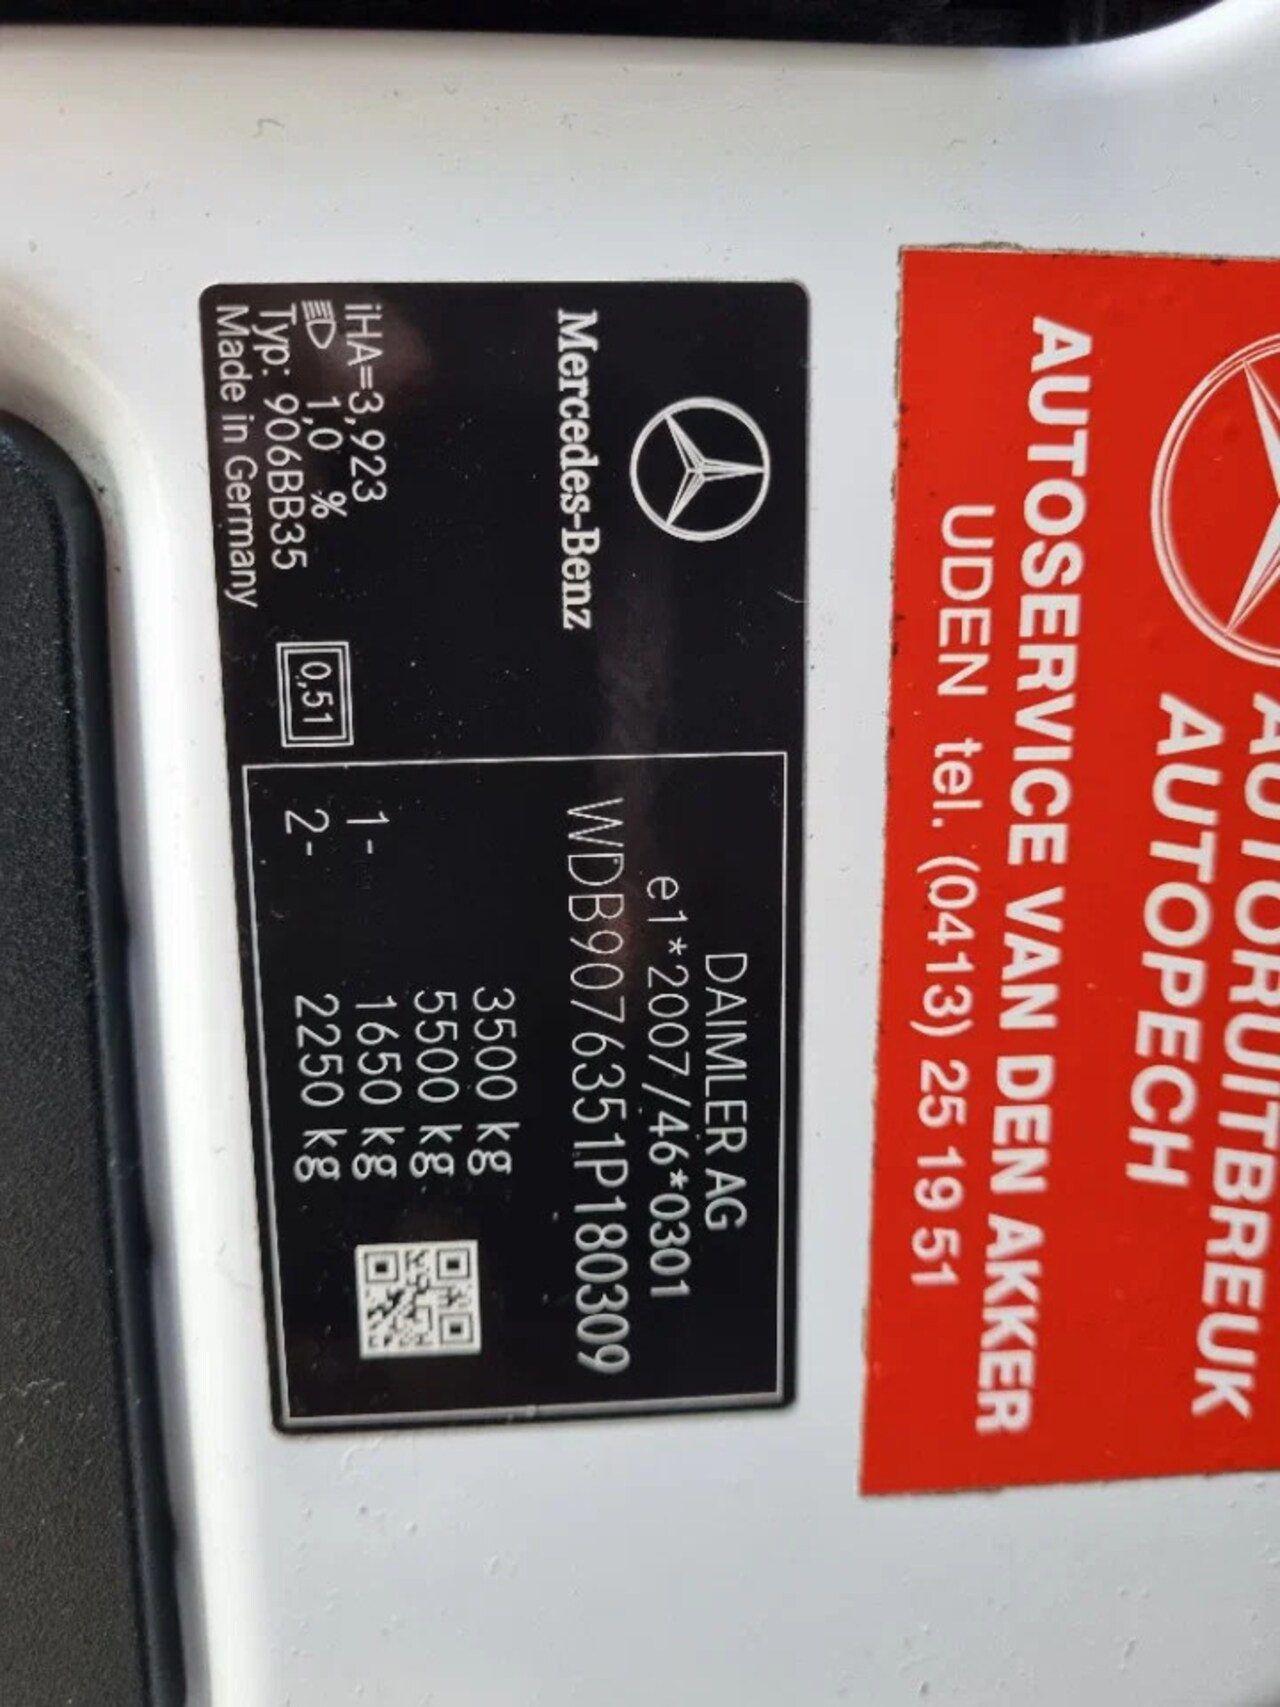 Mercedes-Benz
DAIMLER AG
e1*2007/46*0301
WDB9076351P180309
3500 kg
5500 kg
1- 1650 kg
2- 2250 kg
iHA=3,923
1,0 %
Typ: 906BB35
Made in Germany
0,51
AUTORUITBREUK
AUTOPECH
AUTOSERVICE VAN DEN AKKER
UDEN tel. (0413) 25 19 51